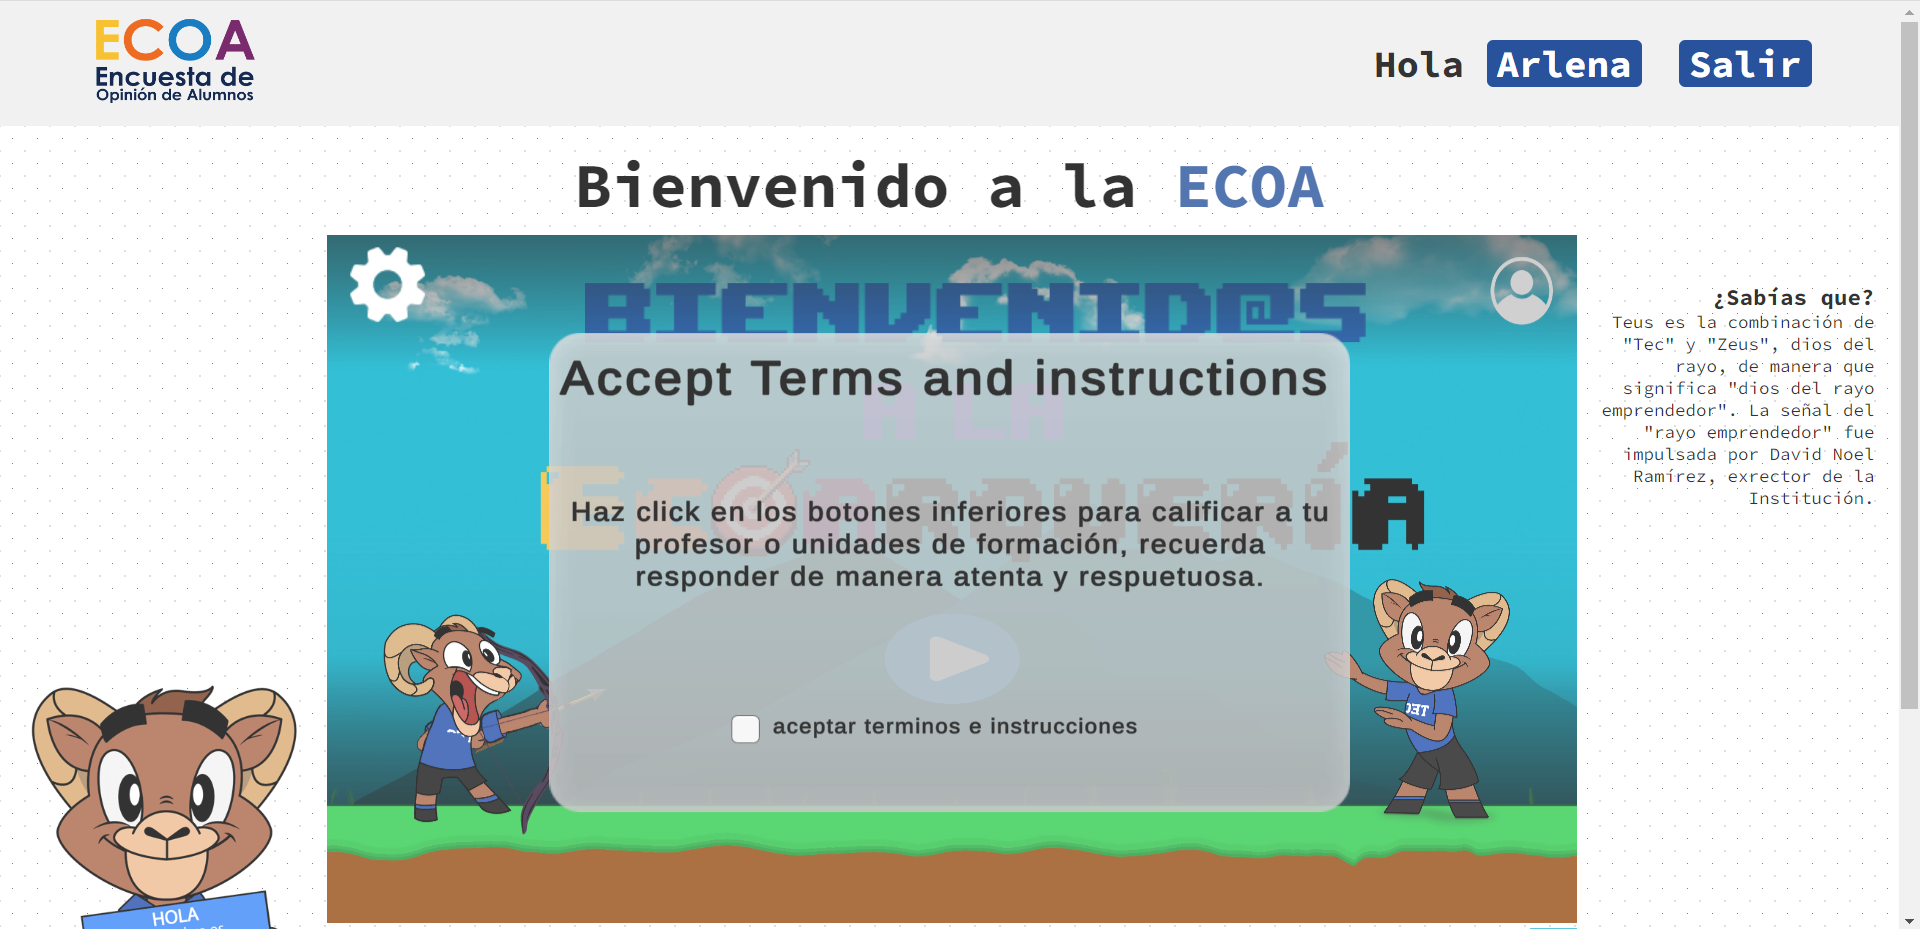 ECOA
Encuesta de
Opinión de Alumnos
Hola Arlena Salir
Bienvenido a la ECOA
BIENVENID@S
A LA
ECOARQUERÍA
Accept Terms and instructions
Haz click en los botones inferiores para calificar a tu
profesor o unidades de formación, recuerda
responder de manera atenta y respuetuosa.
aceptar terminos e instrucciones
¿Sabías que?
Teus es la combinación de
"Tec" y "Zeus", dios del
rayo, de manera que
significa "dios del rayo
emprendedor". La señal del
"rayo emprendedor" fue
impulsada por David Noel
Ramírez, exrector de la
Institución.
TEC
HOLA